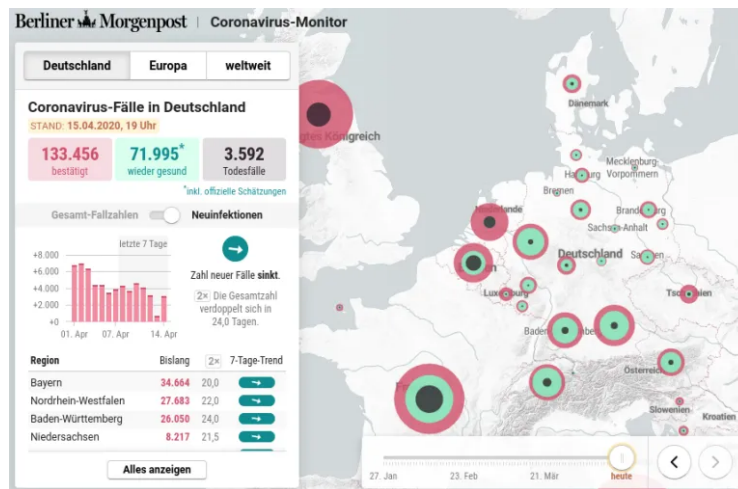 Berliner Morgenpost | Coronavirus-Monitor
Deutschland Europa weltweit
Coronavirus-Fälle in Deutschland
STAND: 15.04.2020, 19 Uhr
133.456 71.995* 3.592
bestätigt wieder gesund Todesfälle
*inkl. offizielle Schätzungen
Gesamt-Fallzahlen Neuinfektionen
letzte 7 Tage
+8.000
+6.000
+4.000
+2.000
+0
01. Apr 07. Apr 14. Apr
Zahl neuer Fälle sinkt.
2× Die Gesamtzahl
verdoppelt sich in
24,0 Tagen.
Region Bislang 2× 7-Tage-Trend
Bayern 34.664 20,0
Nordrhein-Westfalen 27.683 22,0
Baden-Württemberg 26.050 24,0
Niedersachsen 8.217 21,5
Alles anzeigen
Dänemark
Königreich
Mecklenburg-
Vorpommern
Hamburg
Bremen
Niederlande
Brandenburg
Sachsen-Anhalt
Deutschland Sachsen
Luxemburg
Tschechien
Österreich
Slowenien
Kroatien
27. Jan 23. Feb 21. Mär heute